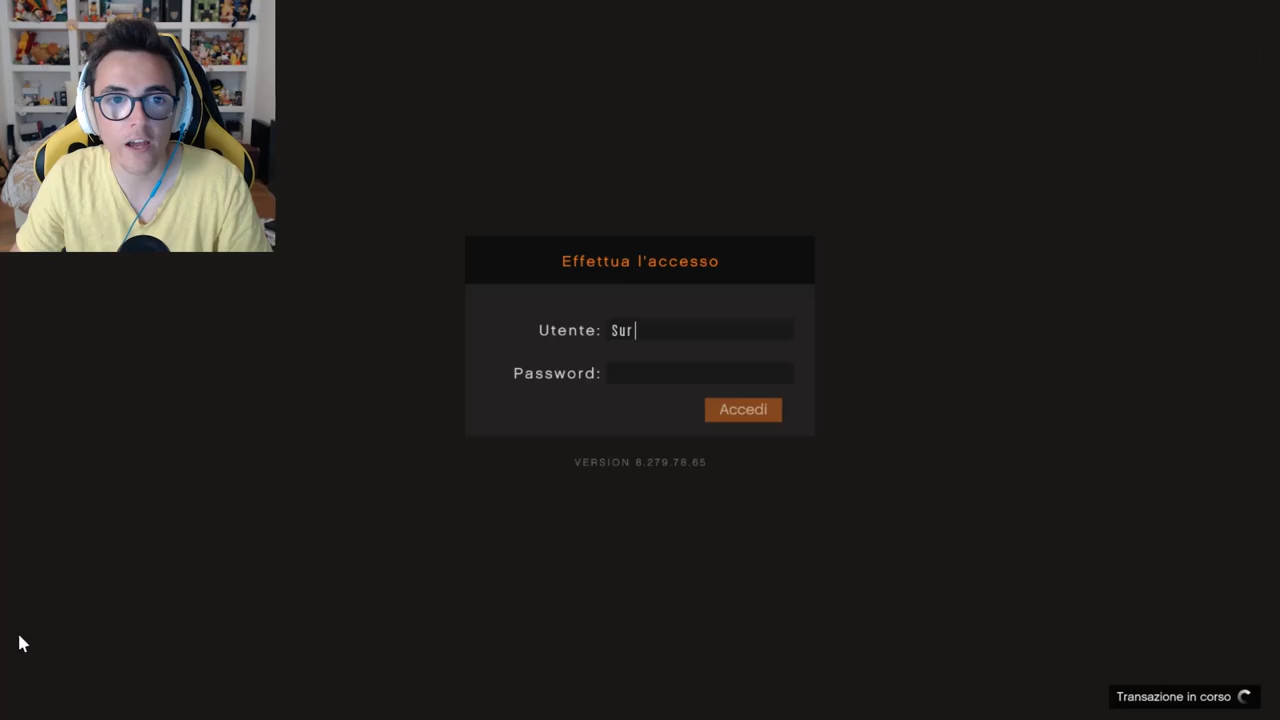 Effettua l'accesso
Utente: Sur
Password:
Accedi
VERSION 8.279.78.65
Transazione in corso